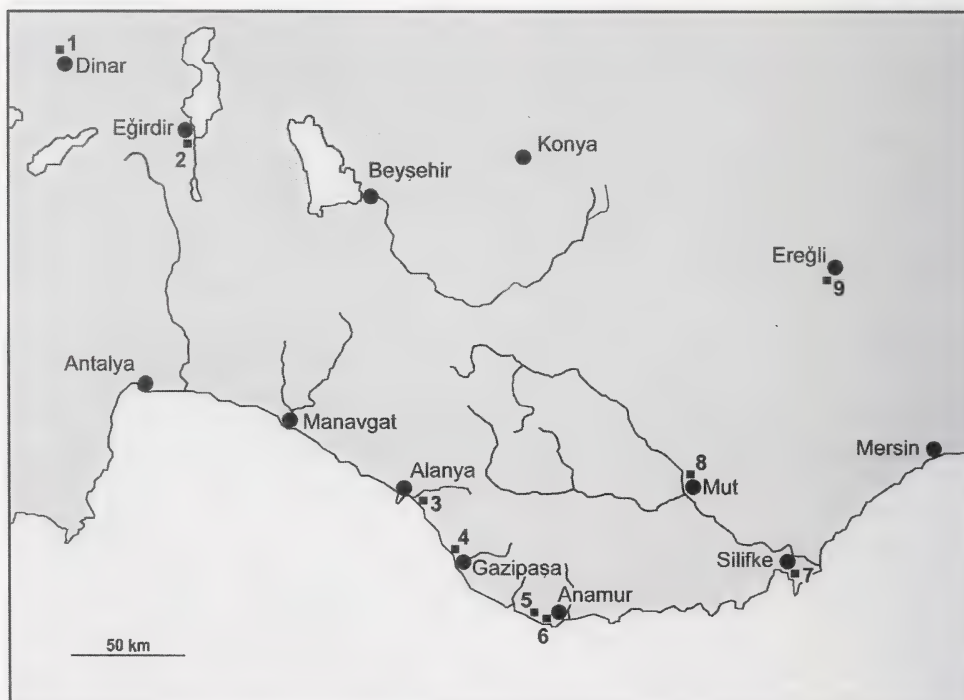 1
Dinar
Eğirdir
2
Konya
Beyşehir
Ereğli
9
Antalya
Manavgat
Mersin
Alanya
3
8
Mut
4
Gazipaşa
Silifke
7
5
Anamur
6
50 km